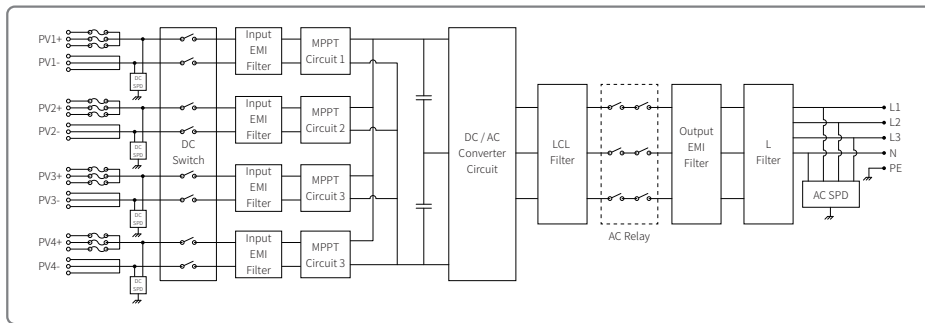 PV1+
PV1-
DC
SPD
Input
EMI
Filter
MPPT
Circuit 1
PV2+
PV2-
DC
SPD
Input
EMI
Filter
MPPT
Circuit 2
DC
Switch
PV3+
PV3-
DC
SPD
Input
EMI
Filter
MPPT
Circuit 3
PV4+
PV4-
DC
SPD
Input
EMI
Filter
MPPT
Circuit 3
DC / AC
Converter
Circuit
LCL
Filter
AC Relay
Output
EMI
Filter
L
Filter
L1
L2
L3
N
PE
AC SPD